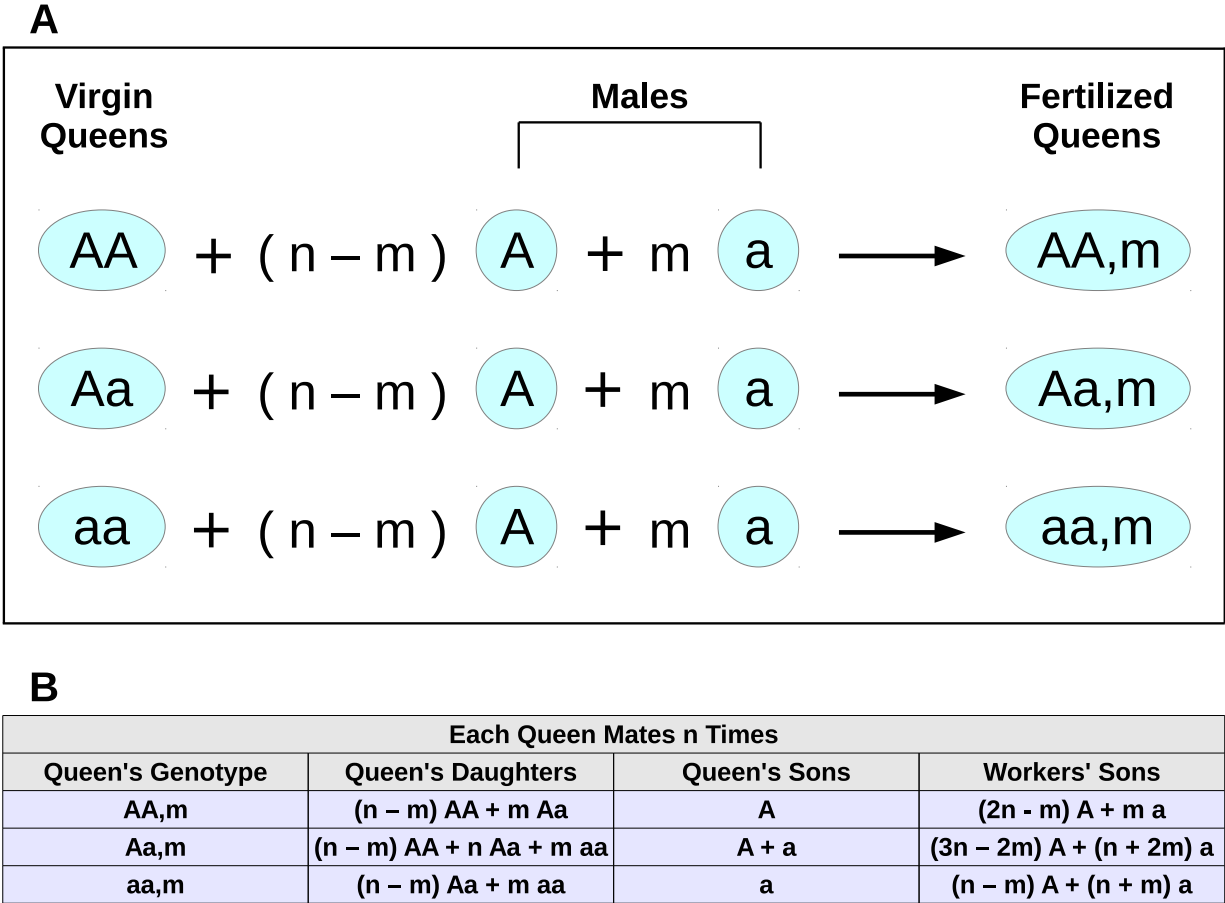 A
Virgin Queens
Males
Fertilized Queens
AA + ( n – m ) A + m a AA,m
Aa + ( n – m ) A + m a Aa,m
aa + ( n – m ) A + m a aa,m
B
Each Queen Mates n Times
Queen's Genotype Queen's Daughters Queen's Sons Workers' Sons
AA,m (n – m) AA + m Aa A (2n - m) A + m a
Aa,m (n – m) AA + n Aa + m aa A + a (3n – 2m) A + (n + 2m) a
aa,m (n – m) Aa + m aa a (n – m) A + (n + m) a